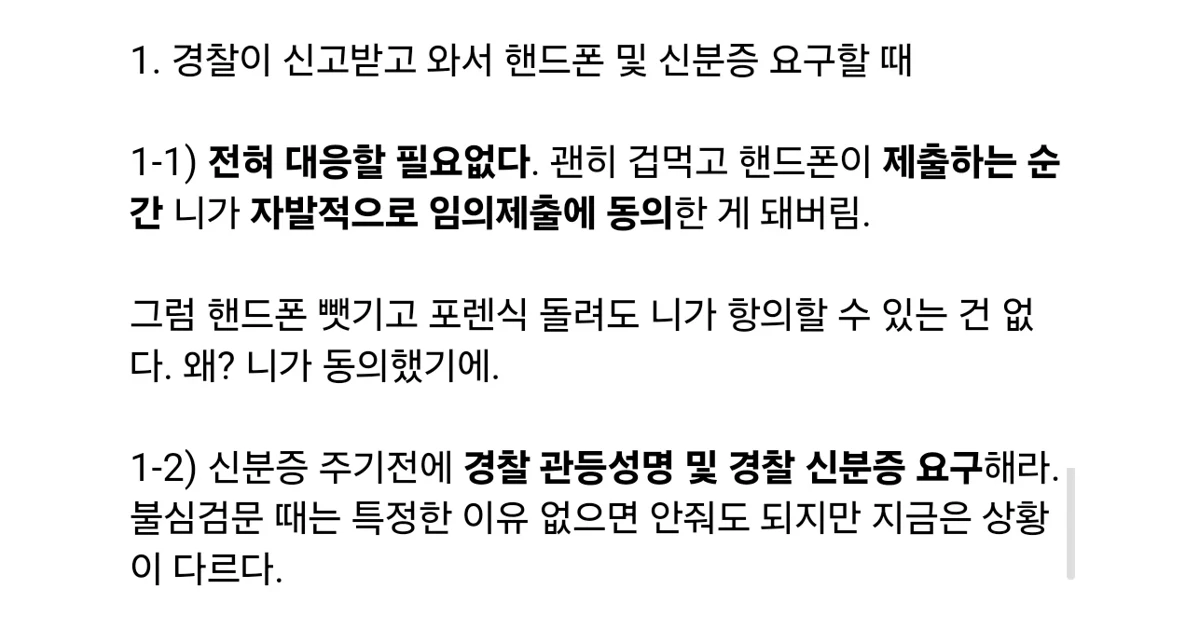 1. 경찰이 신고받고 와서 핸드폰 및 신분증 요구할 때
1-1) 전혀 대응할 필요없다. 괜히 겁먹고 핸드폰이 제출하는 순
간 니가 자발적으로 임의제출에 동의한 게 돼버림.
그럼 핸드폰 뺏기고 포렌식 돌려도 니가 항의할 수 있는 건 없
다. 왜? 니가 동의했기에.
1-2) 신분증 주기전에 경찰 관등성명 및 경찰 신분증 요구해라.
불심검문 때는 특정한 이유 없으면 안줘도 되지만 지금은 상황
이 다르다.